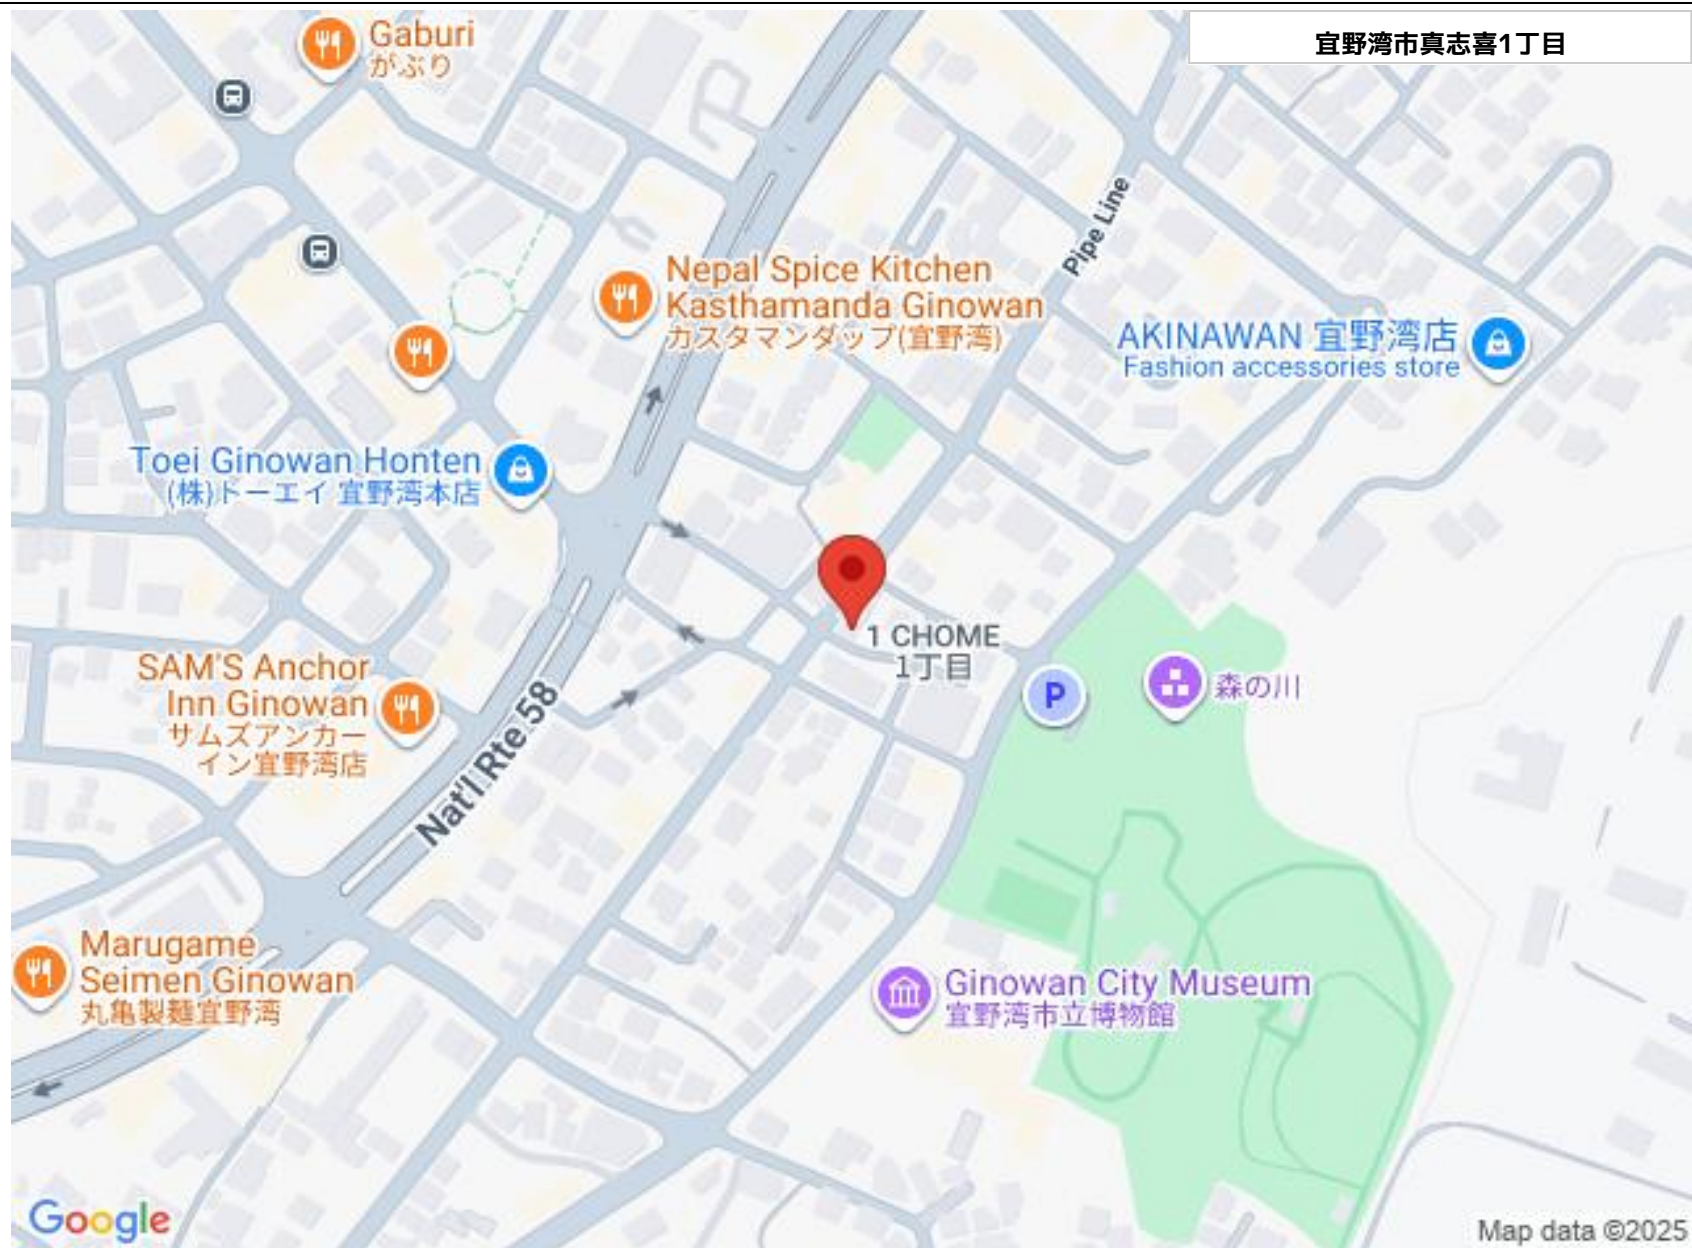 宜野湾市真志喜1丁目
Gaburi
がぶり
Pipe Line
Nepal Spice Kitchen
Kasthamanda Ginowan
カスタマンダップ(宜野湾)
AKINAWAN 宜野湾店
Fashion accessories store
Toei Ginowan Honten
(株)トーエイ 宜野湾本店
1 CHOME
1丁目
SAM'S Anchor
Inn Ginowan
サムズアンカー
イン宜野湾店
P
森の川
Nat'l Rte 58
Marugame
Seimen Ginowan
丸亀製麺宜野湾
Ginowan City Museum
宜野湾市立博物館
Google
Map data ©2025